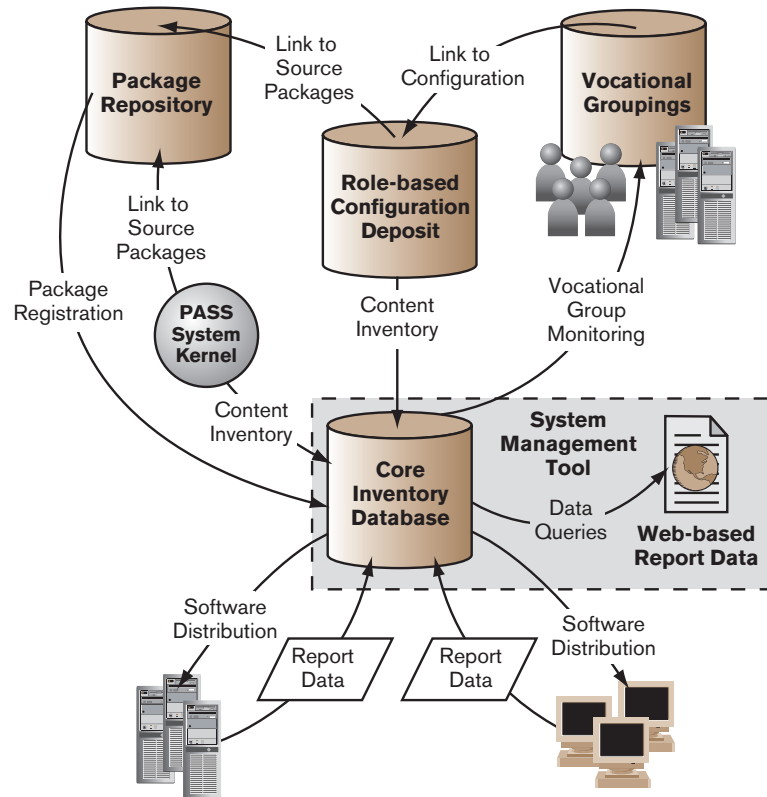 Link to
Source
Packages
Link to
Configuration
Package
Repository
Vocational
Groupings
Role-based
Configuration
Deposit
Link to
Source
Packages
Package
Registration
PASS
System
Kernel
Content
Inventory
Vocational
Group
Monitoring
Content
Inventory
System
Management
Tool
Core
Inventory
Database
Data
Queries
Web-based
Report Data
Software
Distribution
Report
Data
Report
Data
Software
Distribution